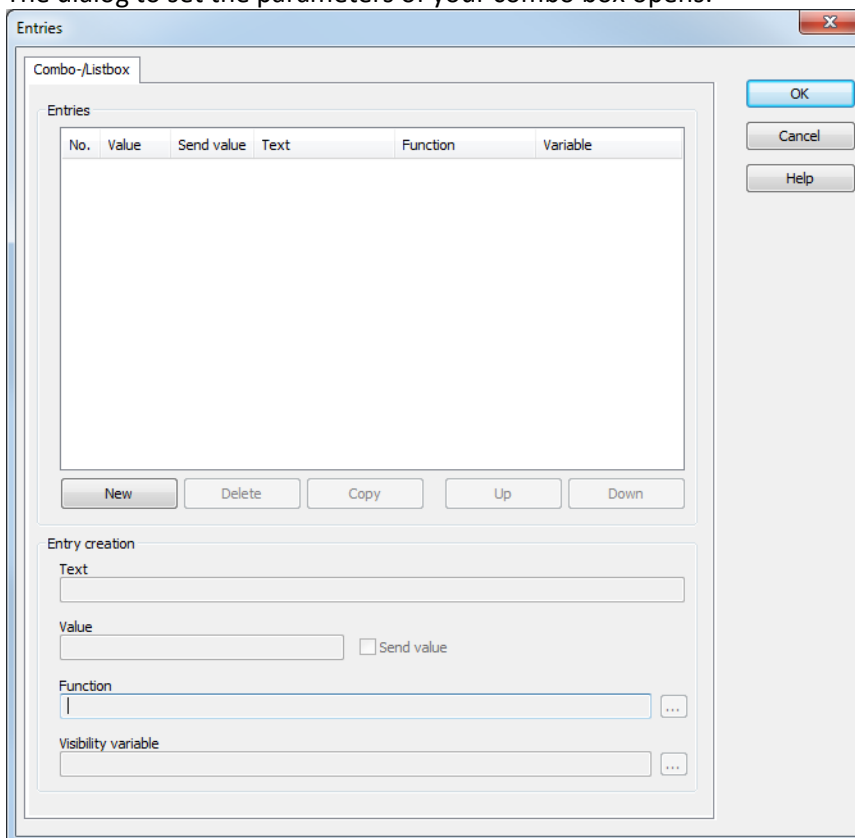 The dialog to set the parameters of your combo box opens.
Entries
Combo-/Listbox
OK
Entries
Cancel
No. Value Send value Text Function Variable
Help
New Delete Copy Up Down
Entry creation
Text
Value
Send value
Function
...
Visibility variable
...